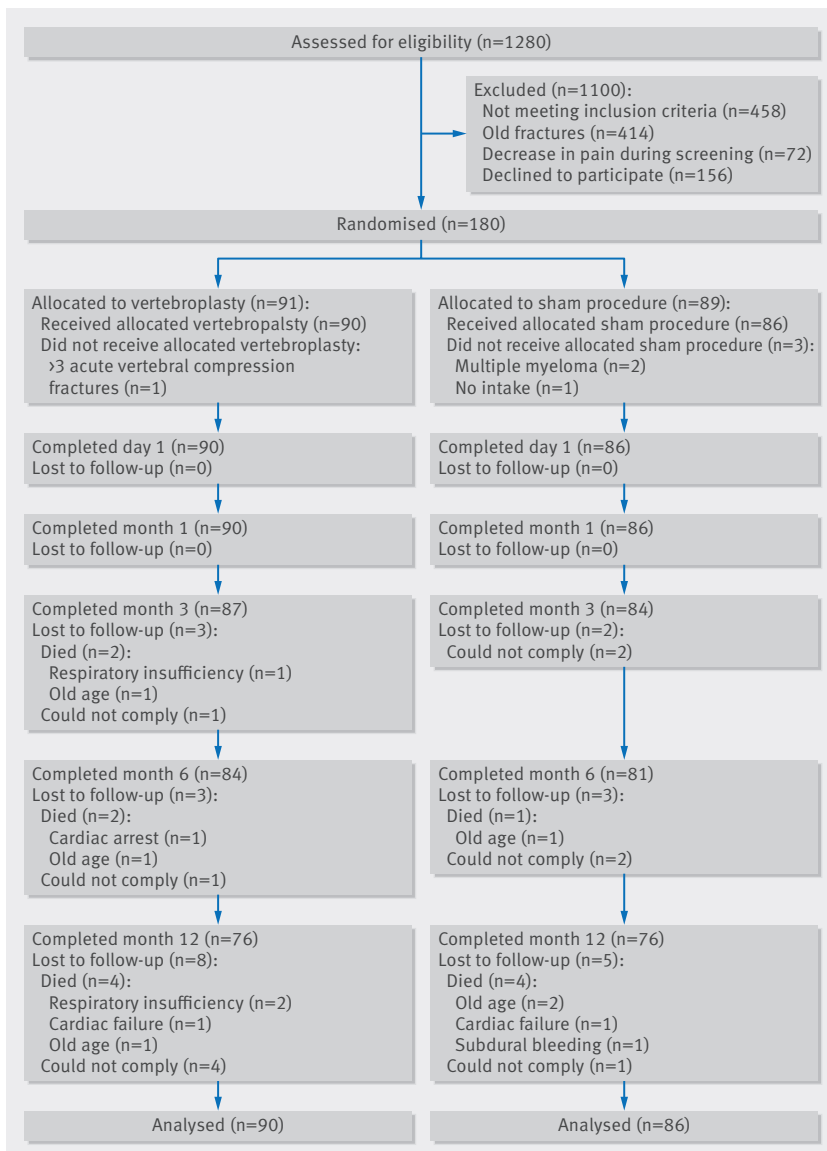 Assessed for eligibility (n=1280)
Excluded (n=1100):
Not meeting inclusion criteria (n=458)
Old fractures (n=414)
Decrease in pain during screening (n=72)
Declined to participate (n=156)
Randomised (n=180)
Allocated to vertebroplasty (n=91):
Received allocated vertebropalsty (n=90)
Did not receive allocated vertebroplasty:
>3 acute vertebral compression
fractures (n=1)
Allocated to sham procedure (n=89):
Received allocated sham procedure (n=86)
Did not receive allocated sham procedure (n=3):
Multiple myeloma (n=2)
No intake (n=1)
Completed day 1 (n=90)
Lost to follow-up (n=0)
Completed day 1 (n=86)
Lost to follow-up (n=0)
Completed month 1 (n=90)
Lost to follow-up (n=0)
Completed month 1 (n=86)
Lost to follow-up (n=0)
Completed month 3 (n=87)
Lost to follow-up (n=3):
Died (n=2):
Respiratory insufficiency (n=1)
Old age (n=1)
Could not comply (n=1)
Completed month 3 (n=84)
Lost to follow-up (n=2):
Could not comply (n=2)
Completed month 6 (n=84)
Lost to follow-up (n=3):
Died (n=2):
Cardiac arrest (n=1)
Old age (n=1)
Could not comply (n=1)
Completed month 6 (n=81)
Lost to follow-up (n=3):
Died (n=1):
Old age (n=1)
Could not comply (n=2)
Completed month 12 (n=76)
Lost to follow-up (n=8):
Died (n=4):
Respiratory insufficiency (n=2)
Cardiac failure (n=1)
Old age (n=1)
Could not comply (n=4)
Completed month 12 (n=76)
Lost to follow-up (n=5):
Died (n=4):
Old age (n=2)
Cardiac failure (n=1)
Subdural bleeding (n=1)
Could not comply (n=1)
Analysed (n=90)
Analysed (n=86)